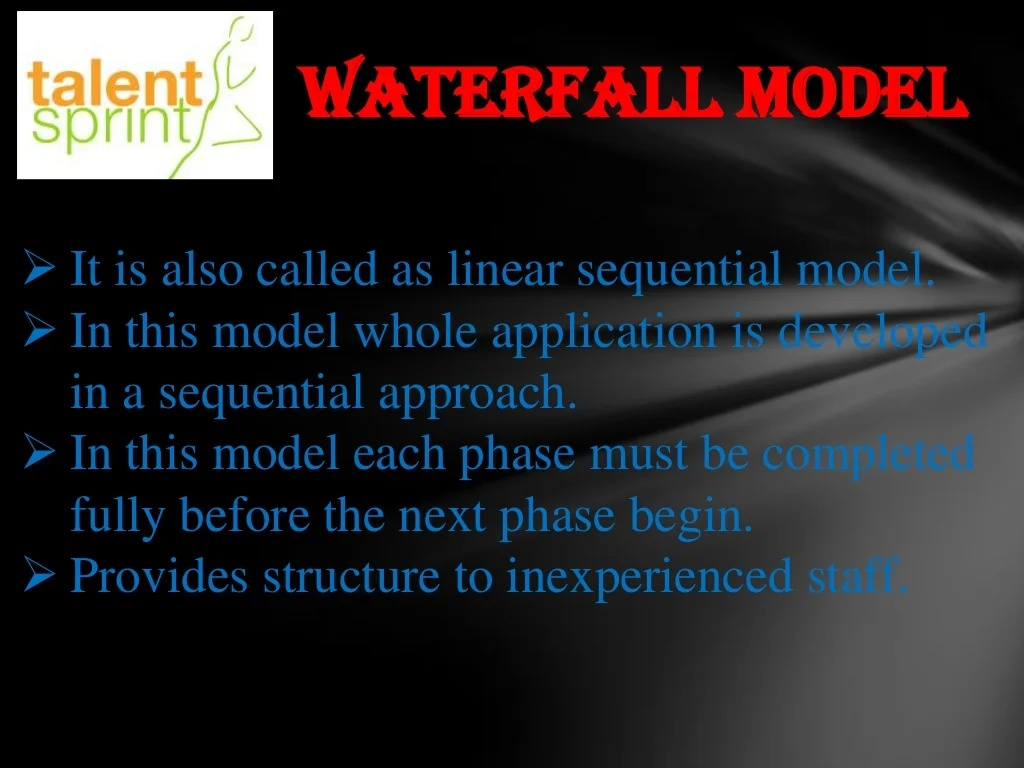 talent
sprint
WATERFALL MODEL
➢ It is also called as linear sequential model.
➢ In this model whole application is developed
in a sequential approach.
➢ In this model each phase must be completed
fully before the next phase begin.
➢ Provides structure to inexperienced staff.